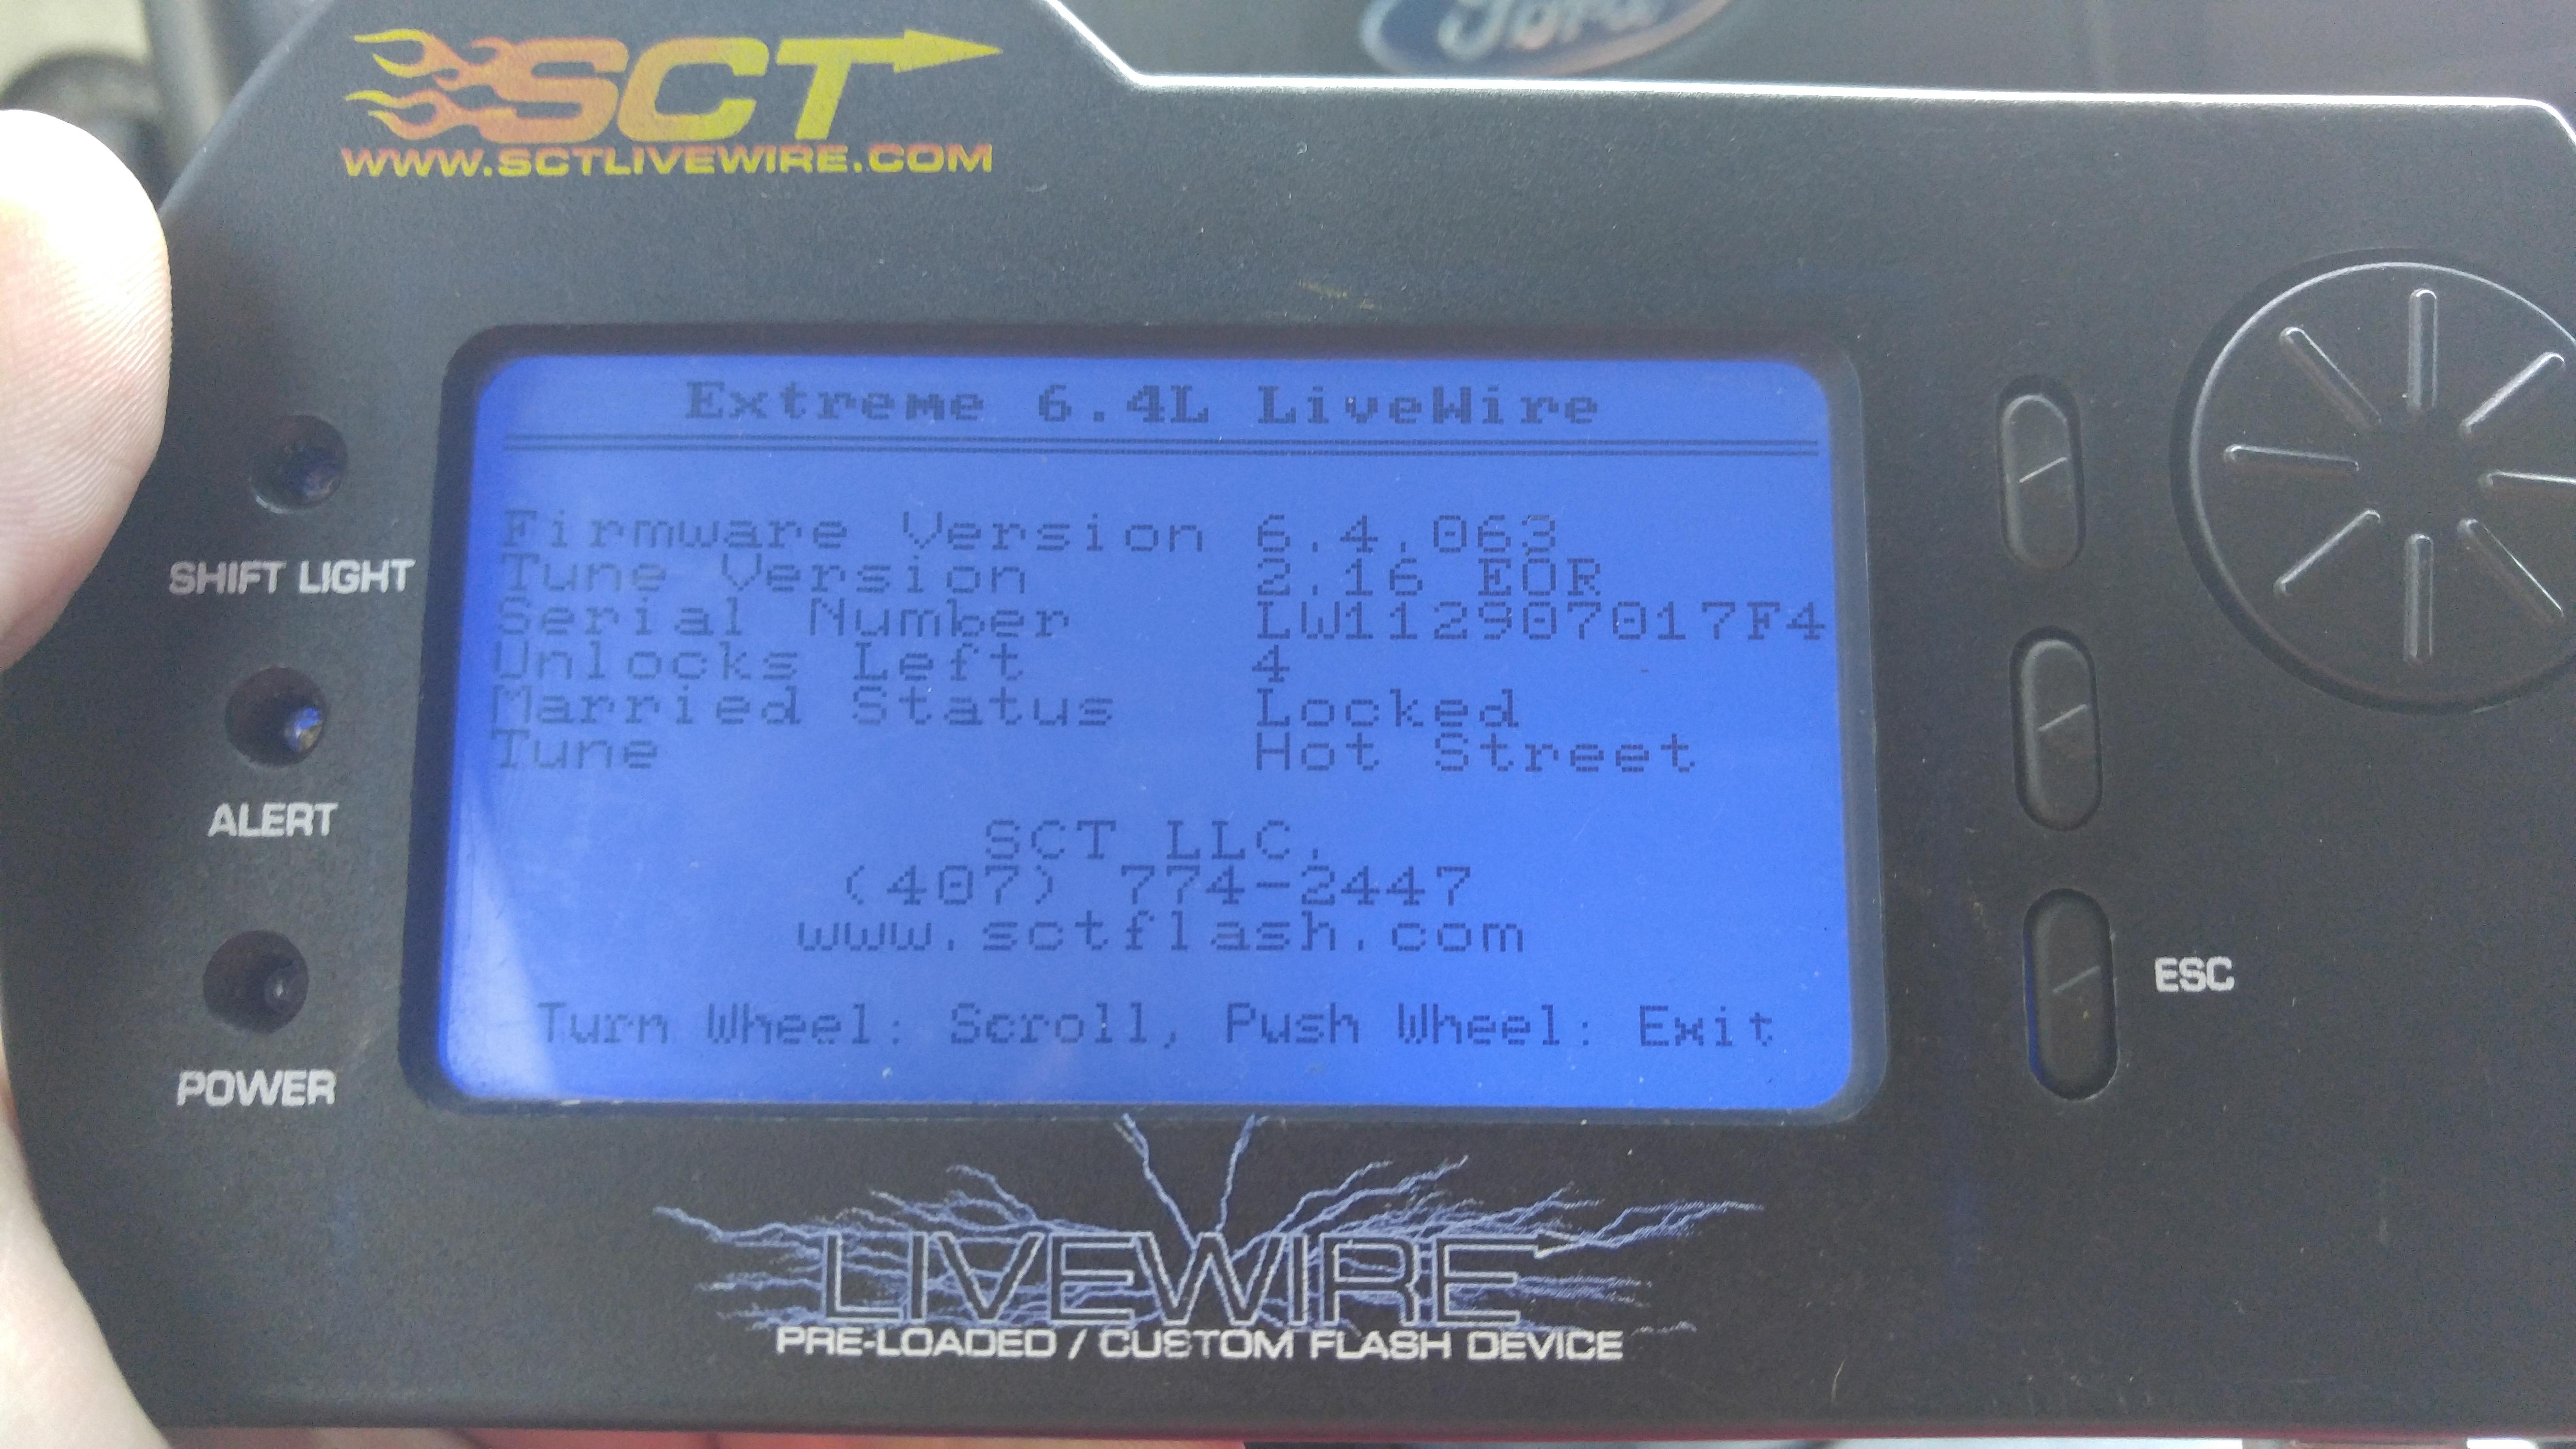 Ford
SCT
WWW.SCTLIVEWIRE.COM
Extreme 6.4L LiveWire
Firmware Version 6.4.063
Tune Version 2.16 EOR
Serial Number LW112907017F4
Unlocks Left 4
Married Status Locked
Tune Hot Street
SCT LLC.
(407) 774-2447
www.sctflash.com
Turn Wheel: Scroll, Push Wheel: Exit
SHIFT LIGHT
ALERT
POWER
ESC
LIVEWIRE
PRE-LOADED / CUSTOM FLASH DEVICE